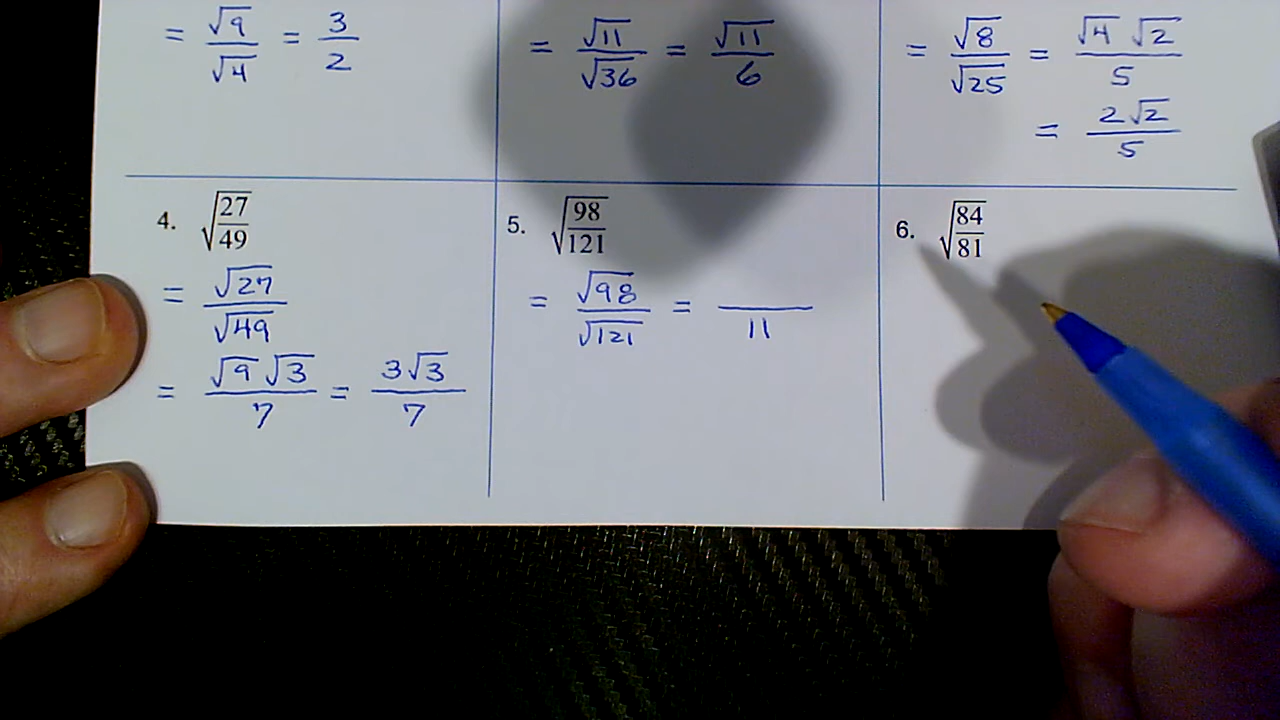 = √9/√4 = 3/2
= √11/√36 = √11/6
= √8/√25 = √4 √2/5
= 2√2/5
4. √(27/49)
= √27/√49
= √9 √3/7 = 3√3/7
5. √(98/121)
= √98/√121 = /11
6. √(84/81)